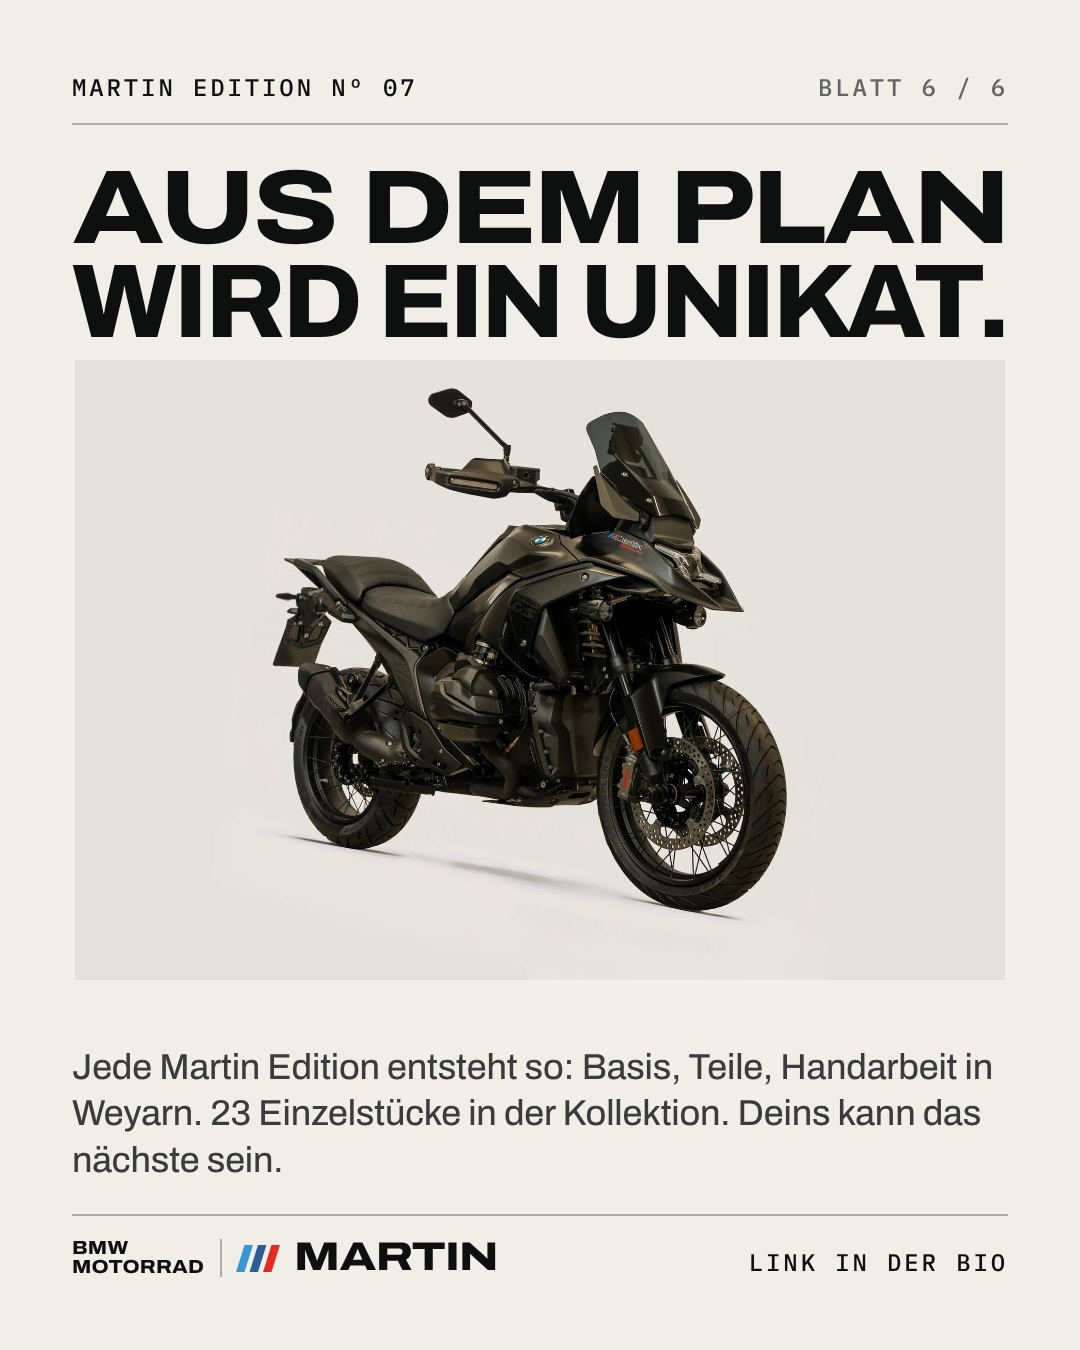 MARTIN EDITION Nº 07
BLATT 6 / 6
AUS DEM PLAN
WIRD EIN UNIKAT.
Jede Martin Edition entsteht so: Basis, Teile, Handarbeit in
Weyarn. 23 Einzelstücke in der Kollektion. Deins kann das
nächste sein.
BMW
MOTORRAD
MARTIN
LINK IN DER BIO